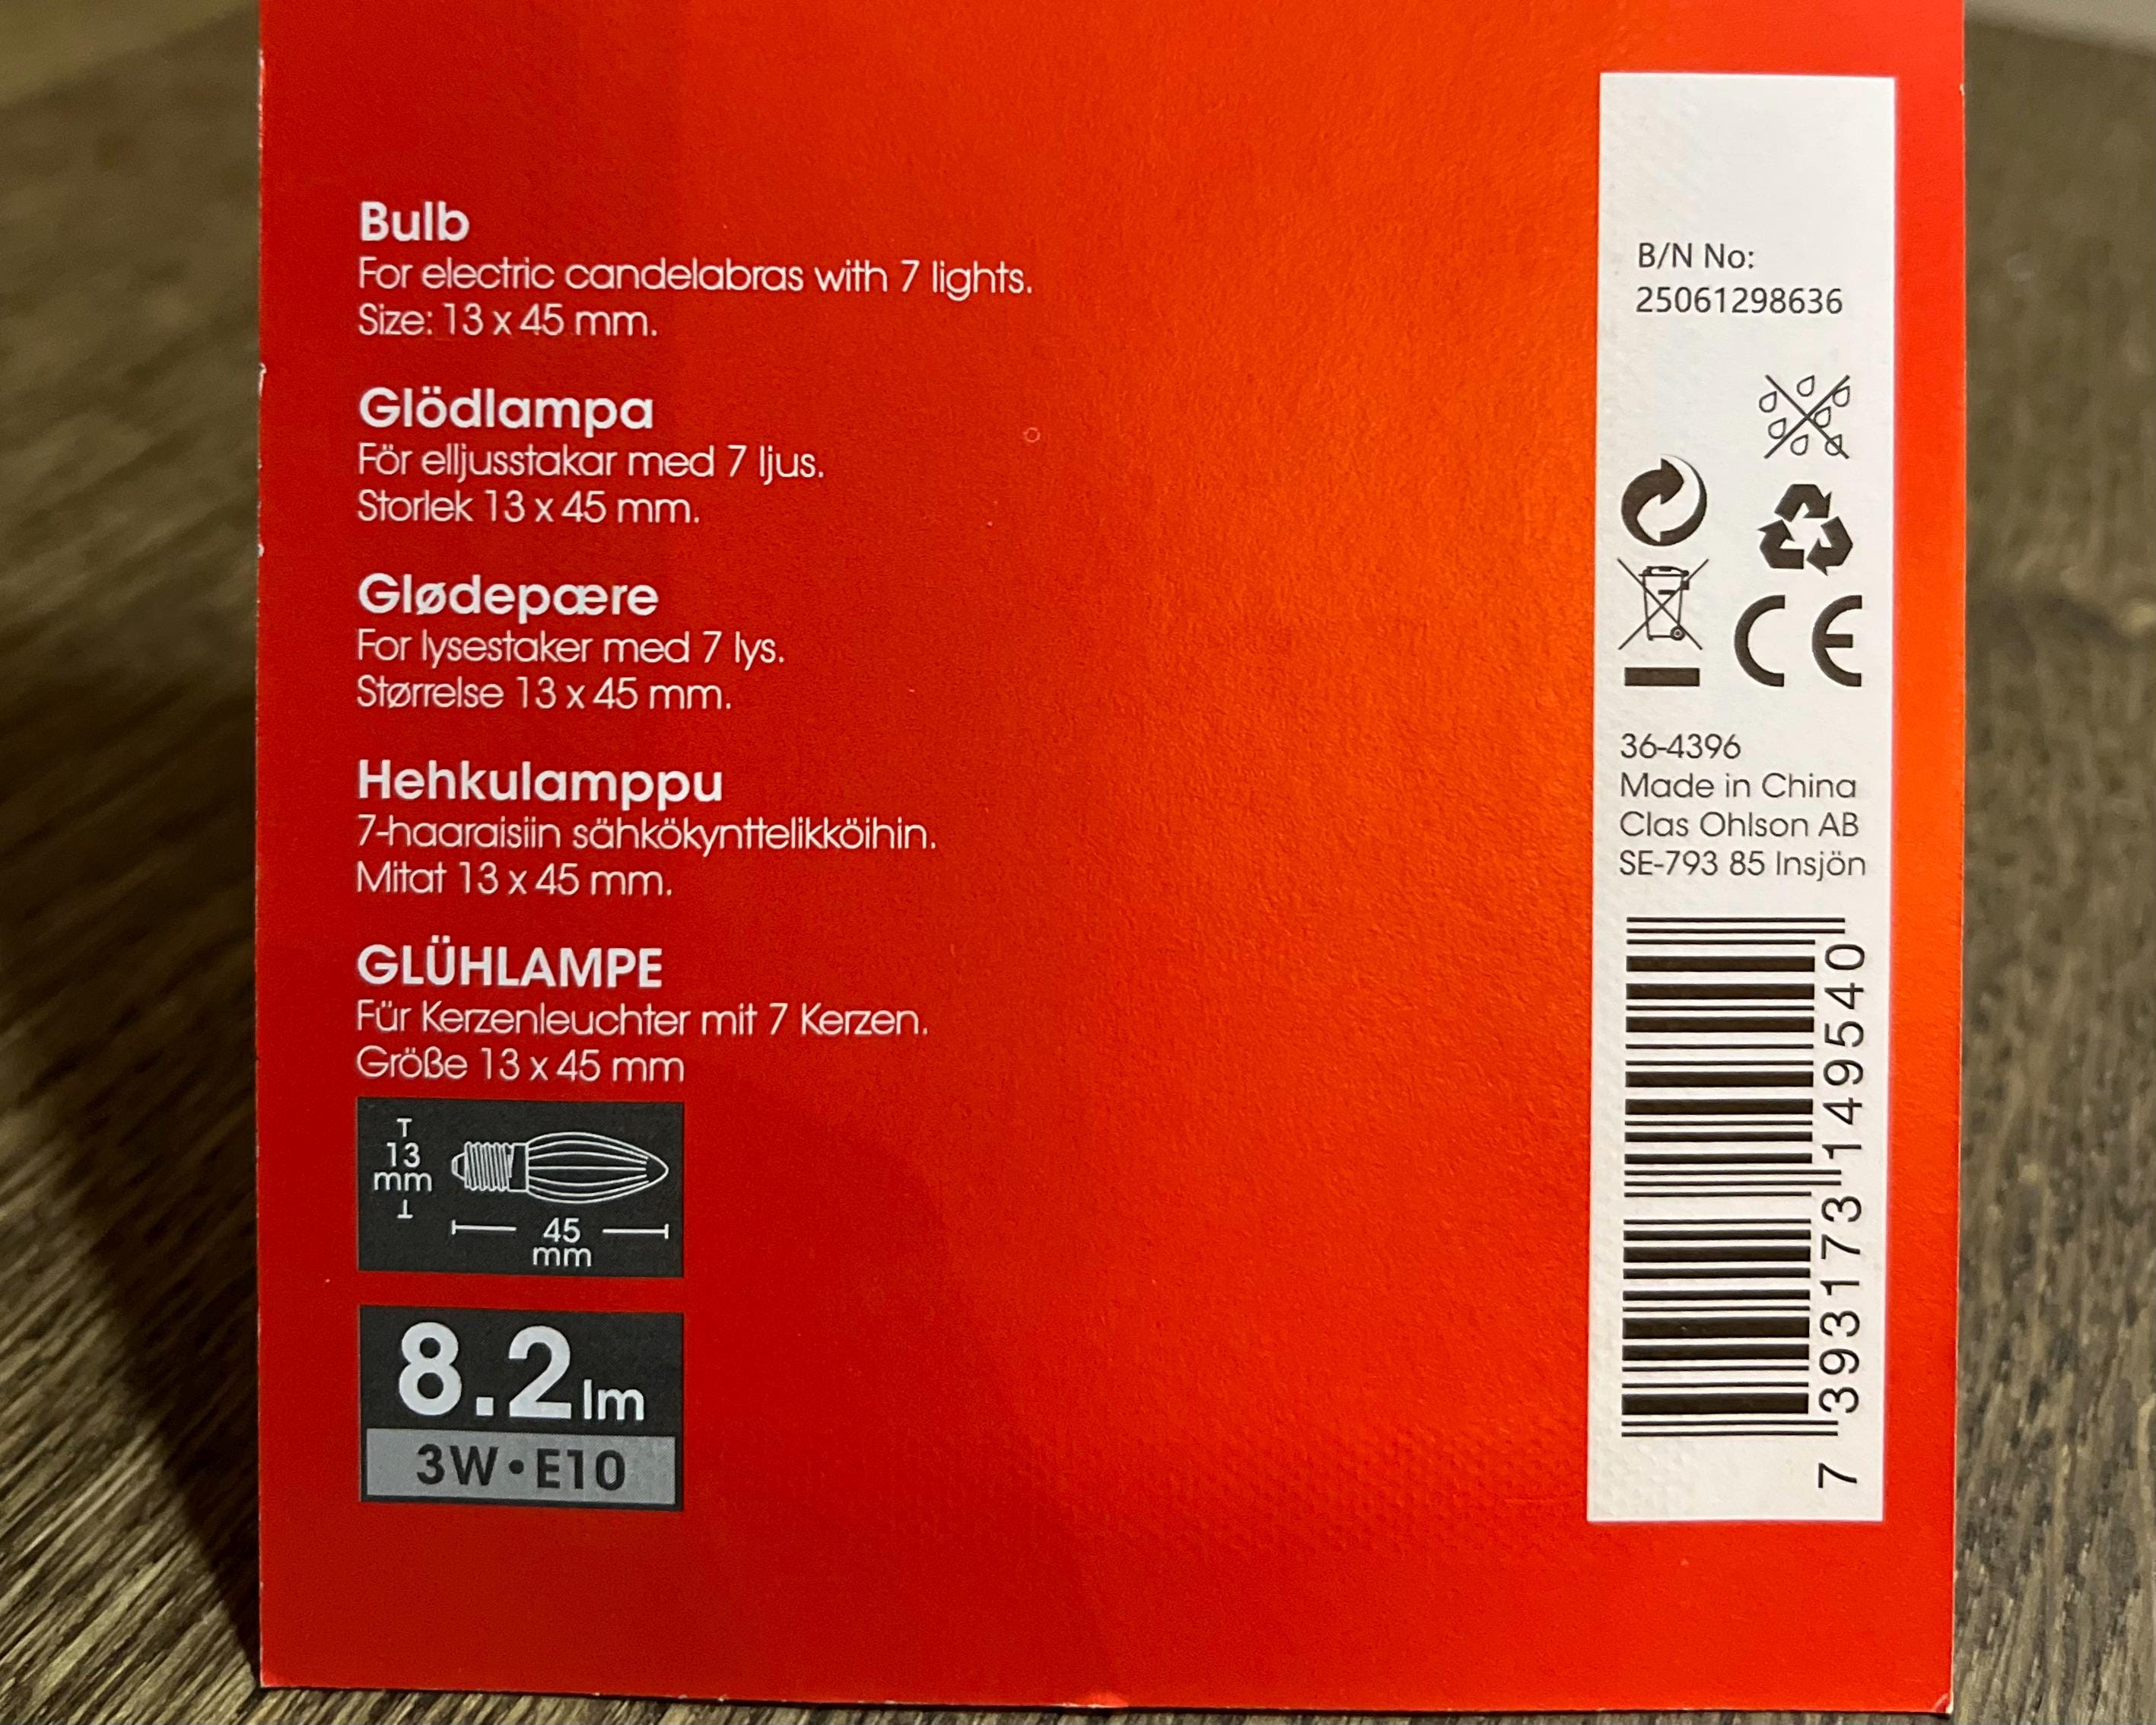 Bulb
For electric candelabras with 7 lights.
Size: 13 x 45 mm.
Glödlampa
För elljusstakar med 7 ljus.
Storlek 13 x 45 mm.
Glødepære
For lysestaker med 7 lys.
Størrelse 13 x 45 mm.
Hehkulamppu
7-haaraisiin sähkökynttelikköihin.
Mitat 13 x 45 mm.
GLÜHLAMPE
Für Kerzenleuchter mit 7 Kerzen.
Größe 13 x 45 mm
13
mm
45
mm
8.2lm
3W•E10
B/N No:
25061298636
CE
36-4396
Made in China
Clas Ohlson AB
SE-793 85 Insjön
7 393173 149540